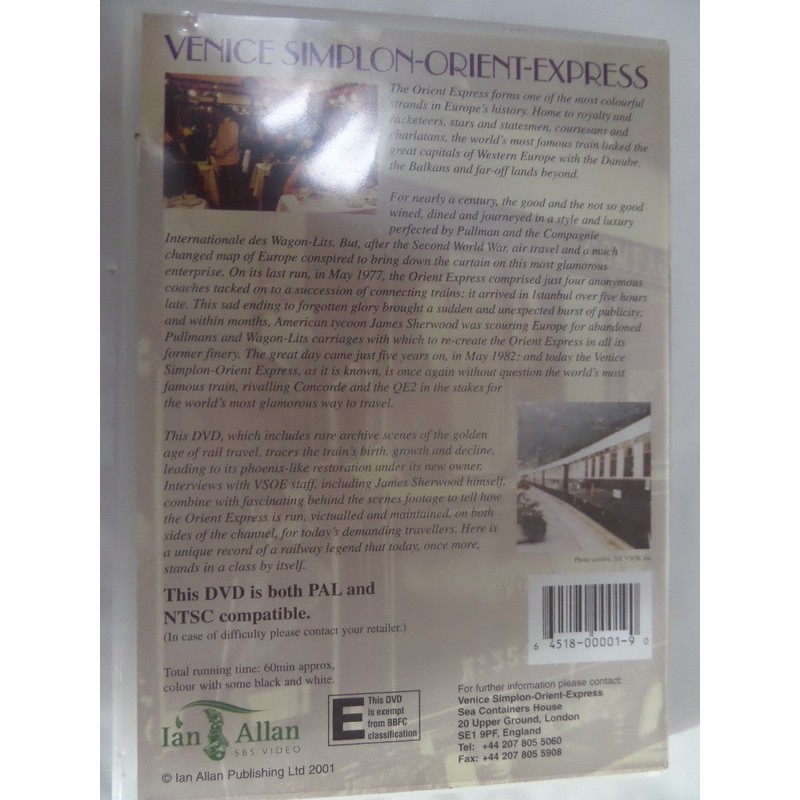 VENICE SIMPLON-ORIENT-EXPRESS
The Orient Express forms one of the most colourful
strands in Europe's history. Home to royalty and
racketeers, stars and statesmen, courtesans and
charlatans, the world's most famous train linked the
great capitals of Western Europe with the Danube,
the Balkans and far-off lands beyond.
For nearly a century, the good and the not so good
wined, dined and journeyed in a style and luxury
perfected by Pullman and the Compagnie
Internationale des Wagon-Lits. But, after the Second World War, air travel and a much
changed map of Europe conspired to bring down the curtain on this most glamorous
enterprise. On its last run, in May 1977, the Orient Express comprised just four anonymous
coaches tacked on to a succession of connecting trains; it arrived in Istanbul over five hours
late. This sad ending to forgotten glory brought a sudden and unexpected burst of publicity;
and within months, American tycoon James Sherwood was scouring Europe for abandoned
Pullmans and Wagon-Lits carriages with which to re-create the Orient Express in all its
former finery. The great day came just five years on, in May 1982; and today the Venice
Simplon-Orient Express, as it is known, is once again without question the world's most
famous train, rivalling Concorde and the QE2 in the stakes for
the world's most glamorous way to travel.
This DVD, which includes rare archive scenes of the golden
age of rail travel, traces the train's birth, growth and decline,
leading to its phoenix-like restoration under its new owner.
Interviews with VSOE staff, including James Sherwood himself,
combine with fascinating behind the scenes footage to tell how
the Orient Express is run, victualled and maintained, on both
sides of the channel, for today's demanding travellers. Here is
a unique record of a railway legend that today, once more,
stands in a class by itself.
Photo credits: All VSOE
This DVD is both PAL and
NTSC compatible.
(In case of difficulty please contact your retailer.)
6 4518-00001-9 0
Total running time: 60min approx,
colour with some black and white.
Ian Allan
SBS VIDEO
E
This DVD
is exempt
from BBFC
classification
For further information please contact:
Venice Simplon-Orient-Express
Sea Containers House
20 Upper Ground, London
SE1 9PF, England
Tel: +44 207 805 5060
Fax: +44 207 805 5908
© Ian Allan Publishing Ltd 2001